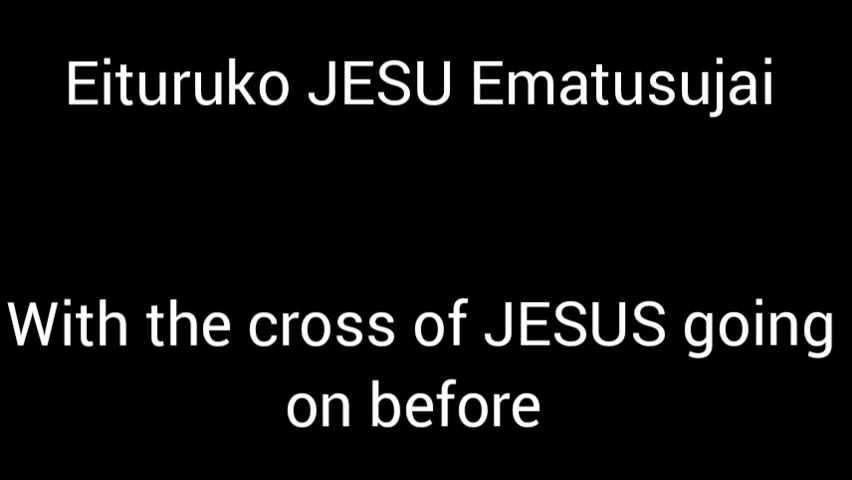 Eituruko JESU Ematusujai
With the cross of JESUS going
on before